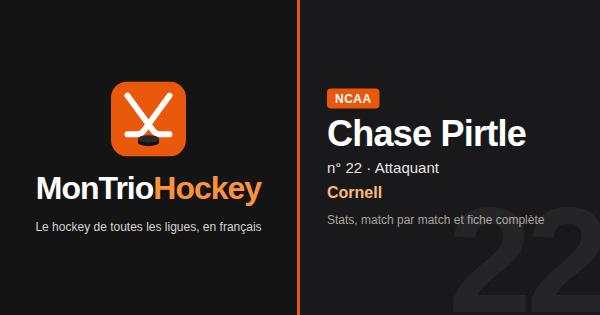 MonTrioHockey
Le hockey de toutes les ligues, en français
NCAA
Chase Pirtle
n° 22 · Attaquant
Cornell
Stats, match par match et fiche complète
22